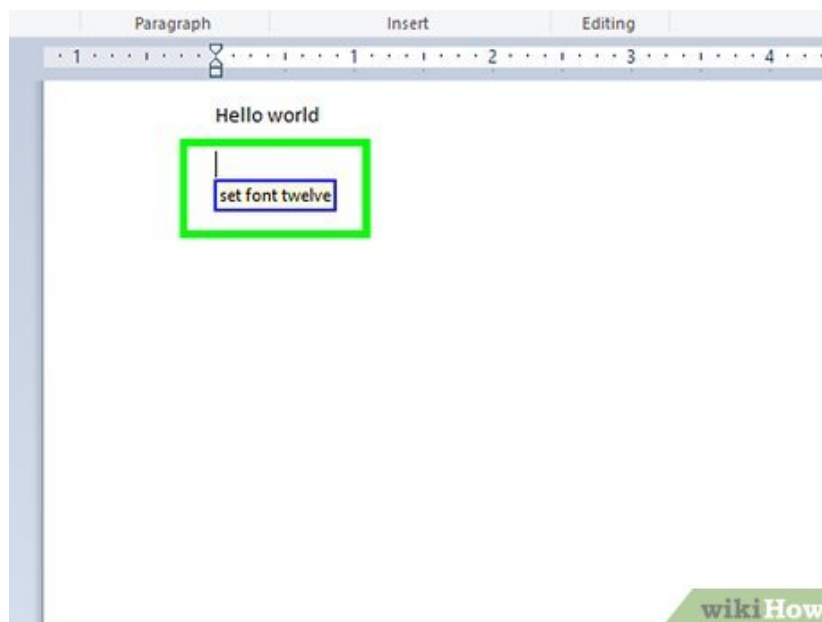 Paragraph Insert Editing
1 1 2 3 4
Hello world
set font twelve
wikiHow